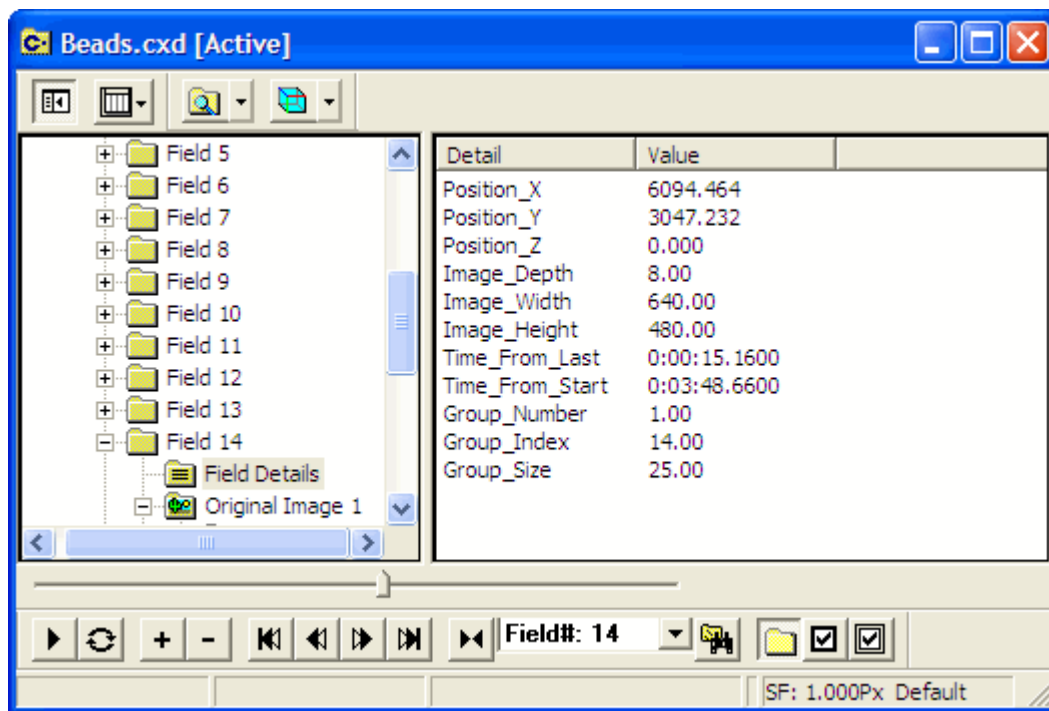 Beads.cxd [Active]
Field 5
Field 6
Field 7
Field 8
Field 9
Field 10
Field 11
Field 12
Field 13
Field 14
Field Details
Original Image 1
Detail Value
Position_X 6094.464
Position_Y 3047.232
Position_Z 0.000
Image_Depth 8.00
Image_Width 640.00
Image_Height 480.00
Time_From_Last 0:00:15.1600
Time_From_Start 0:03:48.6600
Group_Number 1.00
Group_Index 14.00
Group_Size 25.00
Field#: 14
SF: 1.000Px Default